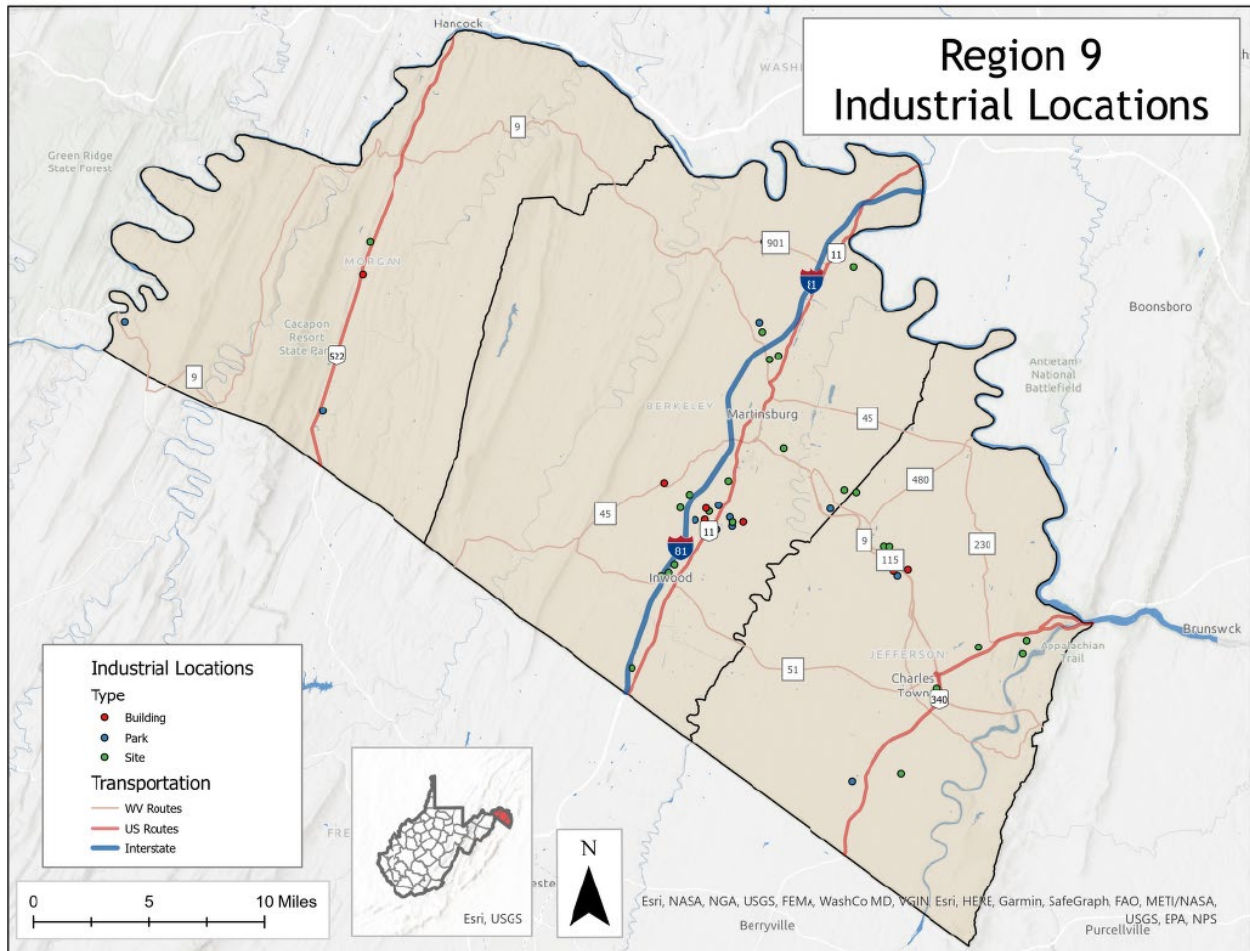 Hancock
Region 9
Industrial Locations
WASHI
h
9
Green Ridge
State Forest
901
11
MORGAN
81
Boonsboro
Cacapon
Resort
State Par
522
Antietam
National
Battlefield
9
BERKELEY
Martinsburg
45
480
45
11
9
230
81
115
Inwood
Brunswick
Appalachian
Trail
JEFFERSON
51
Charles
Town
340
Industrial Locations
Type
Building
Park
Site
Transportation
WV Routes
US Routes
Interstate
FRE
N
0 5 10 Miles
Esri, USGS
ester
Esri, NASA, NGA, USGS, FEMA, WashCo MD, VGIN, Esri, HERE, Garmin, SafeGraph, FAO, METI/NASA,
USGS, EPA, NPS
Berryville
Purcellville